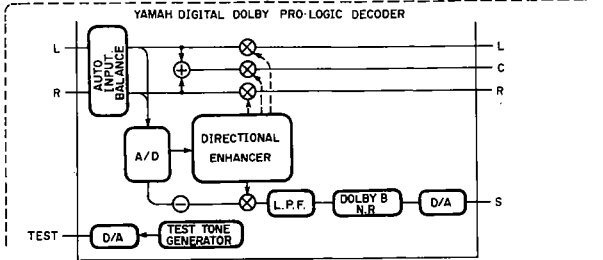 YAMAH DIGITAL DOLBY PRO-LOGIC DECODER
L
AUTO
INPUT
BALANCE
L
C
R
R
A/D
DIRECTIONAL
ENHANCER
L.P.F.
DOLBY B
N.R
D/A
S
TEST
D/A
TEST TONE
GENERATOR